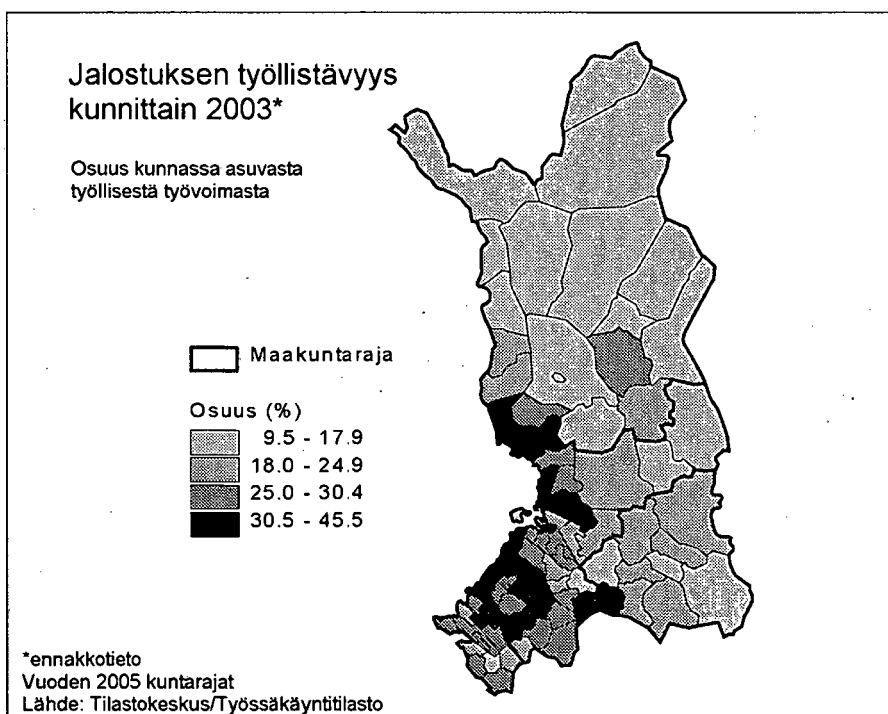 Jalostuksen työllistävyys
kunnittain 2003*
Osuus kunnassa asuvasta
työllisestä työvoimasta
Maakuntaraja
Osuus (%)
9.5 - 17.9
18.0 - 24.9
25.0 - 30.4
30.5 - 45.5
*ennakkotieto
Vuoden 2005 kuntarajat
Lähde: Tilastokeskus/Työssäkäyntitilasto